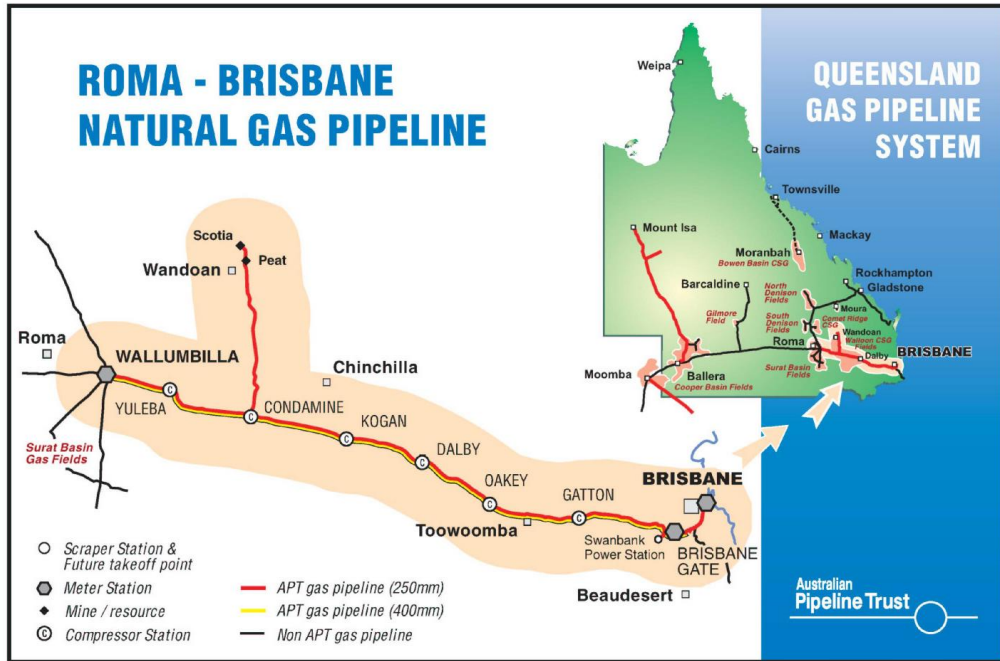 ROMA - BRISBANE
NATURAL GAS PIPELINE
QUEENSLAND
GAS PIPELINE
SYSTEM
Weipa
Cairns
Townsville
Mount Isa
Mackay
Moranbah
Bowen Basin CSG
Rockhampton
Gladstone
Barcaldine
North
Denison
Fields
Moura
Gilmore
Field
South
Denison
Fields
Comet Ridge
CSG
Wandoan
Walloon CSG
Fields
Roma
Dalby
BRISBANE
Moomba
Ballera
Cooper Basin Fields
Surat Basin
Fields
Scotia
Peat
Wandoan
Roma
WALLUMBILLA
Chinchilla
YULEBA
C
CONDAMINE
C
KOGAN
C
Surat Basin
Gas Fields
DALBY
C
OAKEY
C
GATTON
C
BRISBANE
Toowoomba
Swanbank
Power Station
BRISBANE
GATE
Beaudesert
Scraper Station &
Future takeoff point
Meter Station
Mine / resource
C Compressor Station
APT gas pipeline (250mm)
APT gas pipeline (400mm)
Non APT gas pipeline
Australian
Pipeline Trust